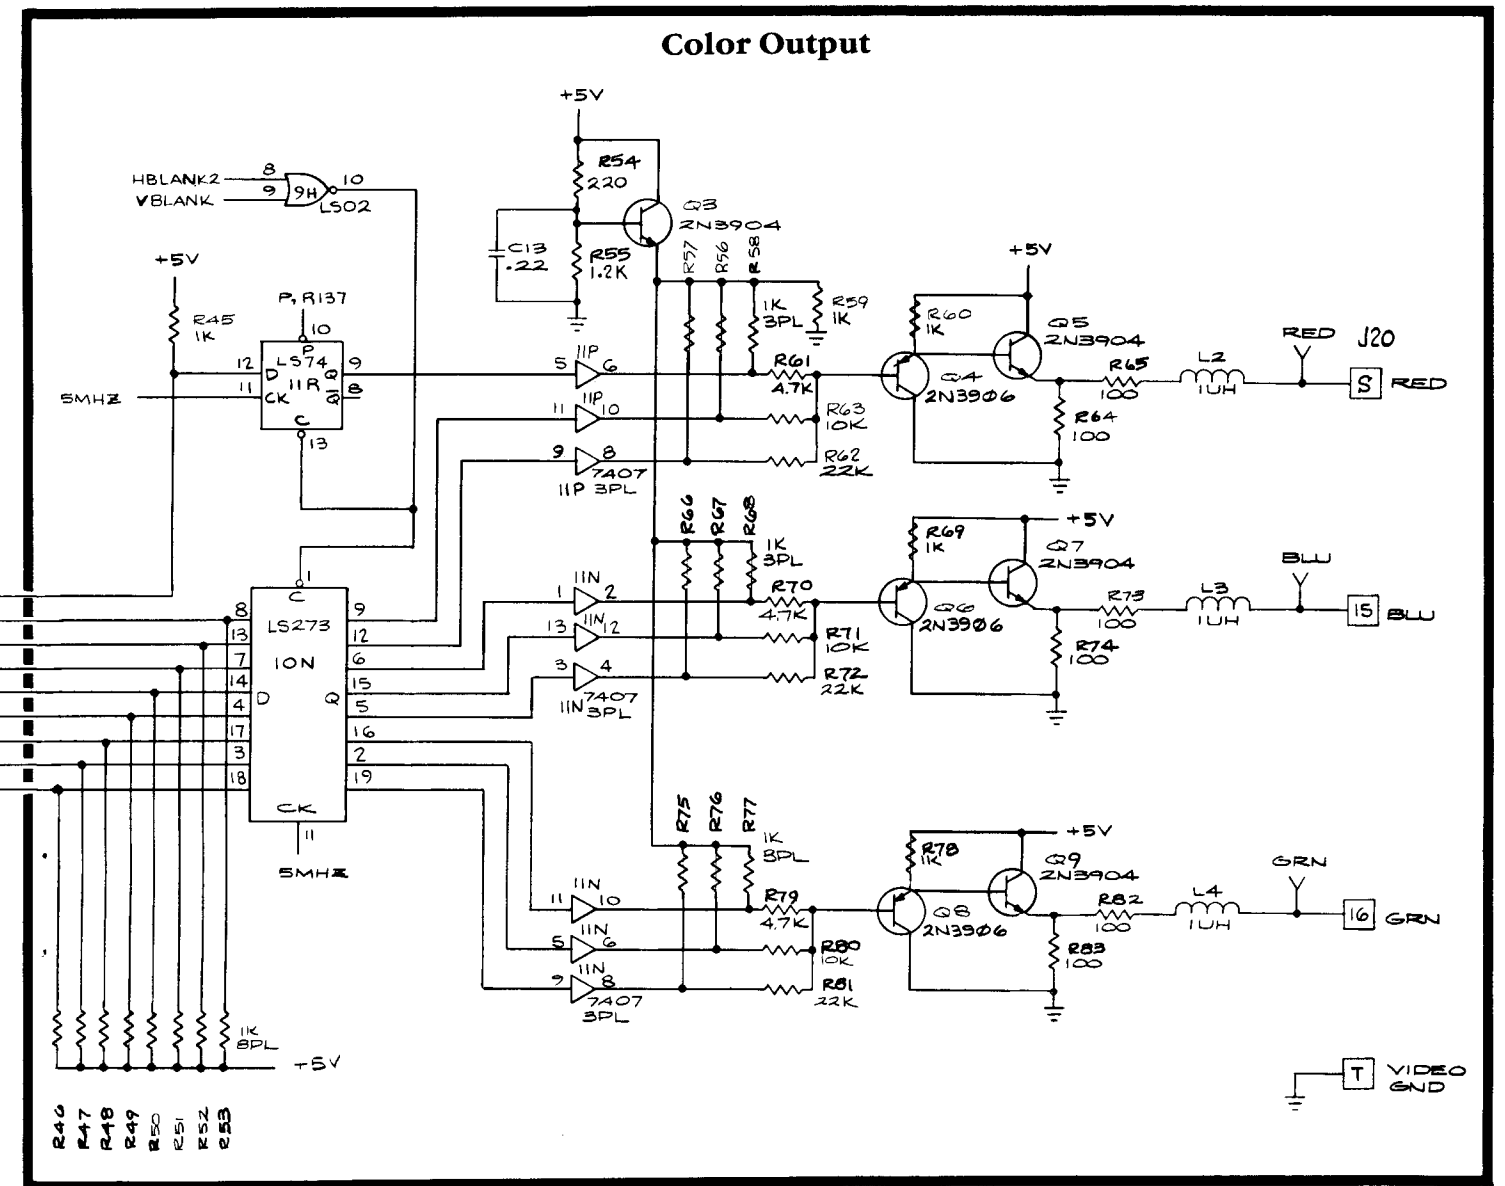 Color Output
+5V
R54
220
HBLANK2
8
VBLANK
9
9H
10
LS02
Q3
2N3904
C13
.22
R55
1.2K
R57
R56
R58
1K
3PL
R59
1K
+5V
R45
1K
P, R137
10
P
LS74
12
D
Q
9
11R
11
CK
Q
8
5MHZ
C
13
5
11P
6
R61
4.7K
11
11P
10
R63
10K
9
8
7407
11P 3PL
R62
22K
+5V
R60
1K
Q5
2N3904
Q4
2N3906
R65
100
R64
100
L2
1UH
RED
J20
S
RED
R66
R67
R68
1K
3PL
1
11N
2
R70
4.7K
13
11N
12
R71
10K
3
4
7407
11N 3PL
R72
22K
+5V
R69
1K
Q7
2N3904
Q6
2N3906
R73
100
R74
100
L3
1UH
BLU
15
BLU
1
C
LS273
10N
8
13
7
14
D
4
17
3
18
9
12
6
15
Q
5
16
2
19
CK
11
5MHZ
R75
R76
R77
1K
3PL
11
11N
10
R79
4.7K
5
11N
6
R80
10K
9
11N
8
7407
3PL
R81
22K
+5V
R78
1K
Q9
2N3904
Q8
2N3906
R82
100
R83
100
L4
1UH
GRN
16
GRN
1K
8PL
+5V
R46
R47
R48
R49
R50
R51
R52
R53
T
VIDEO
GND